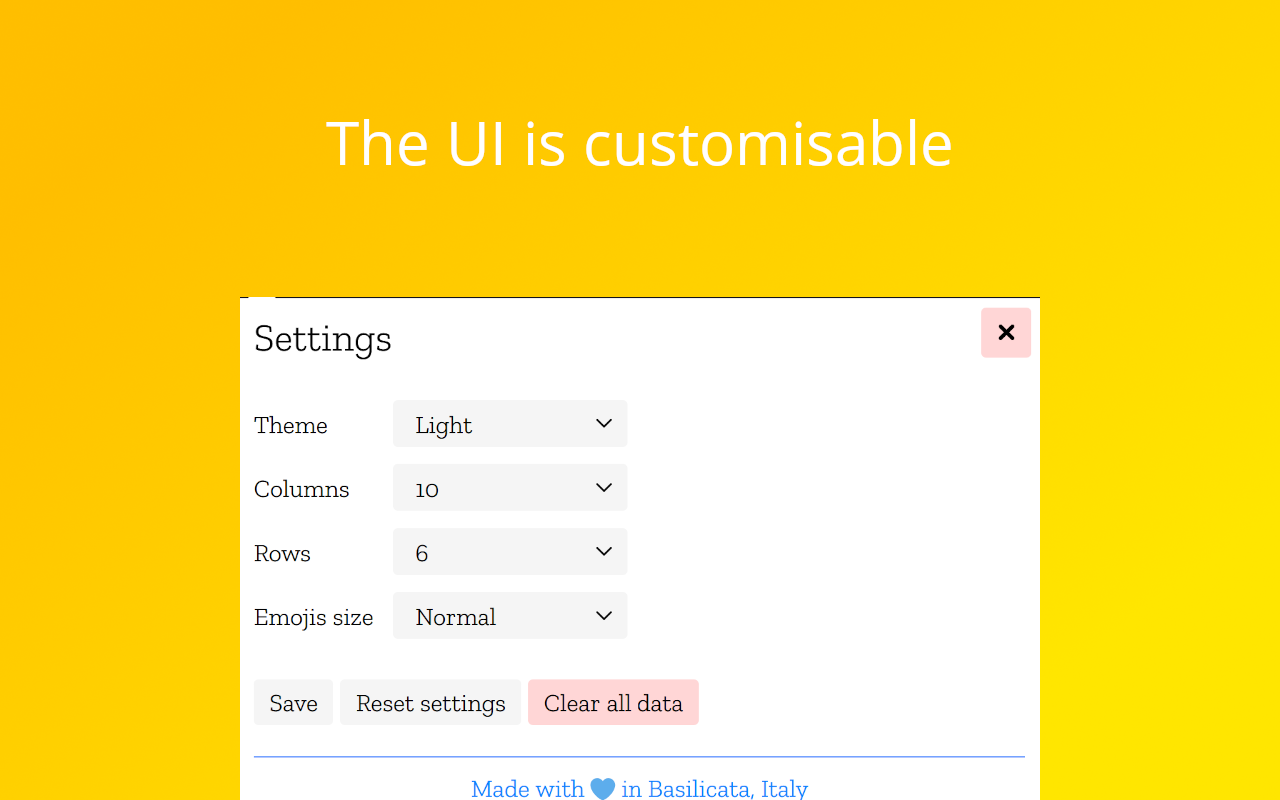 The UI is customisable
Settings
Theme Light
Columns 10
Rows 6
Emojis size Normal
Save Reset settings Clear all data
Made with 💙 in Basilicata, Italy